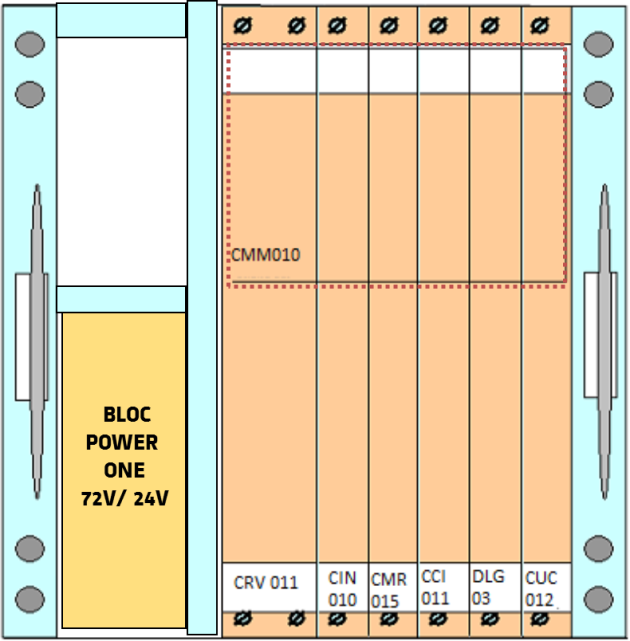 CMM010
BLOC
POWER
ONE
72V/ 24V
CRV 011
CIN
010
CMR
015
CCI
011
DLG
03
CUC
012.